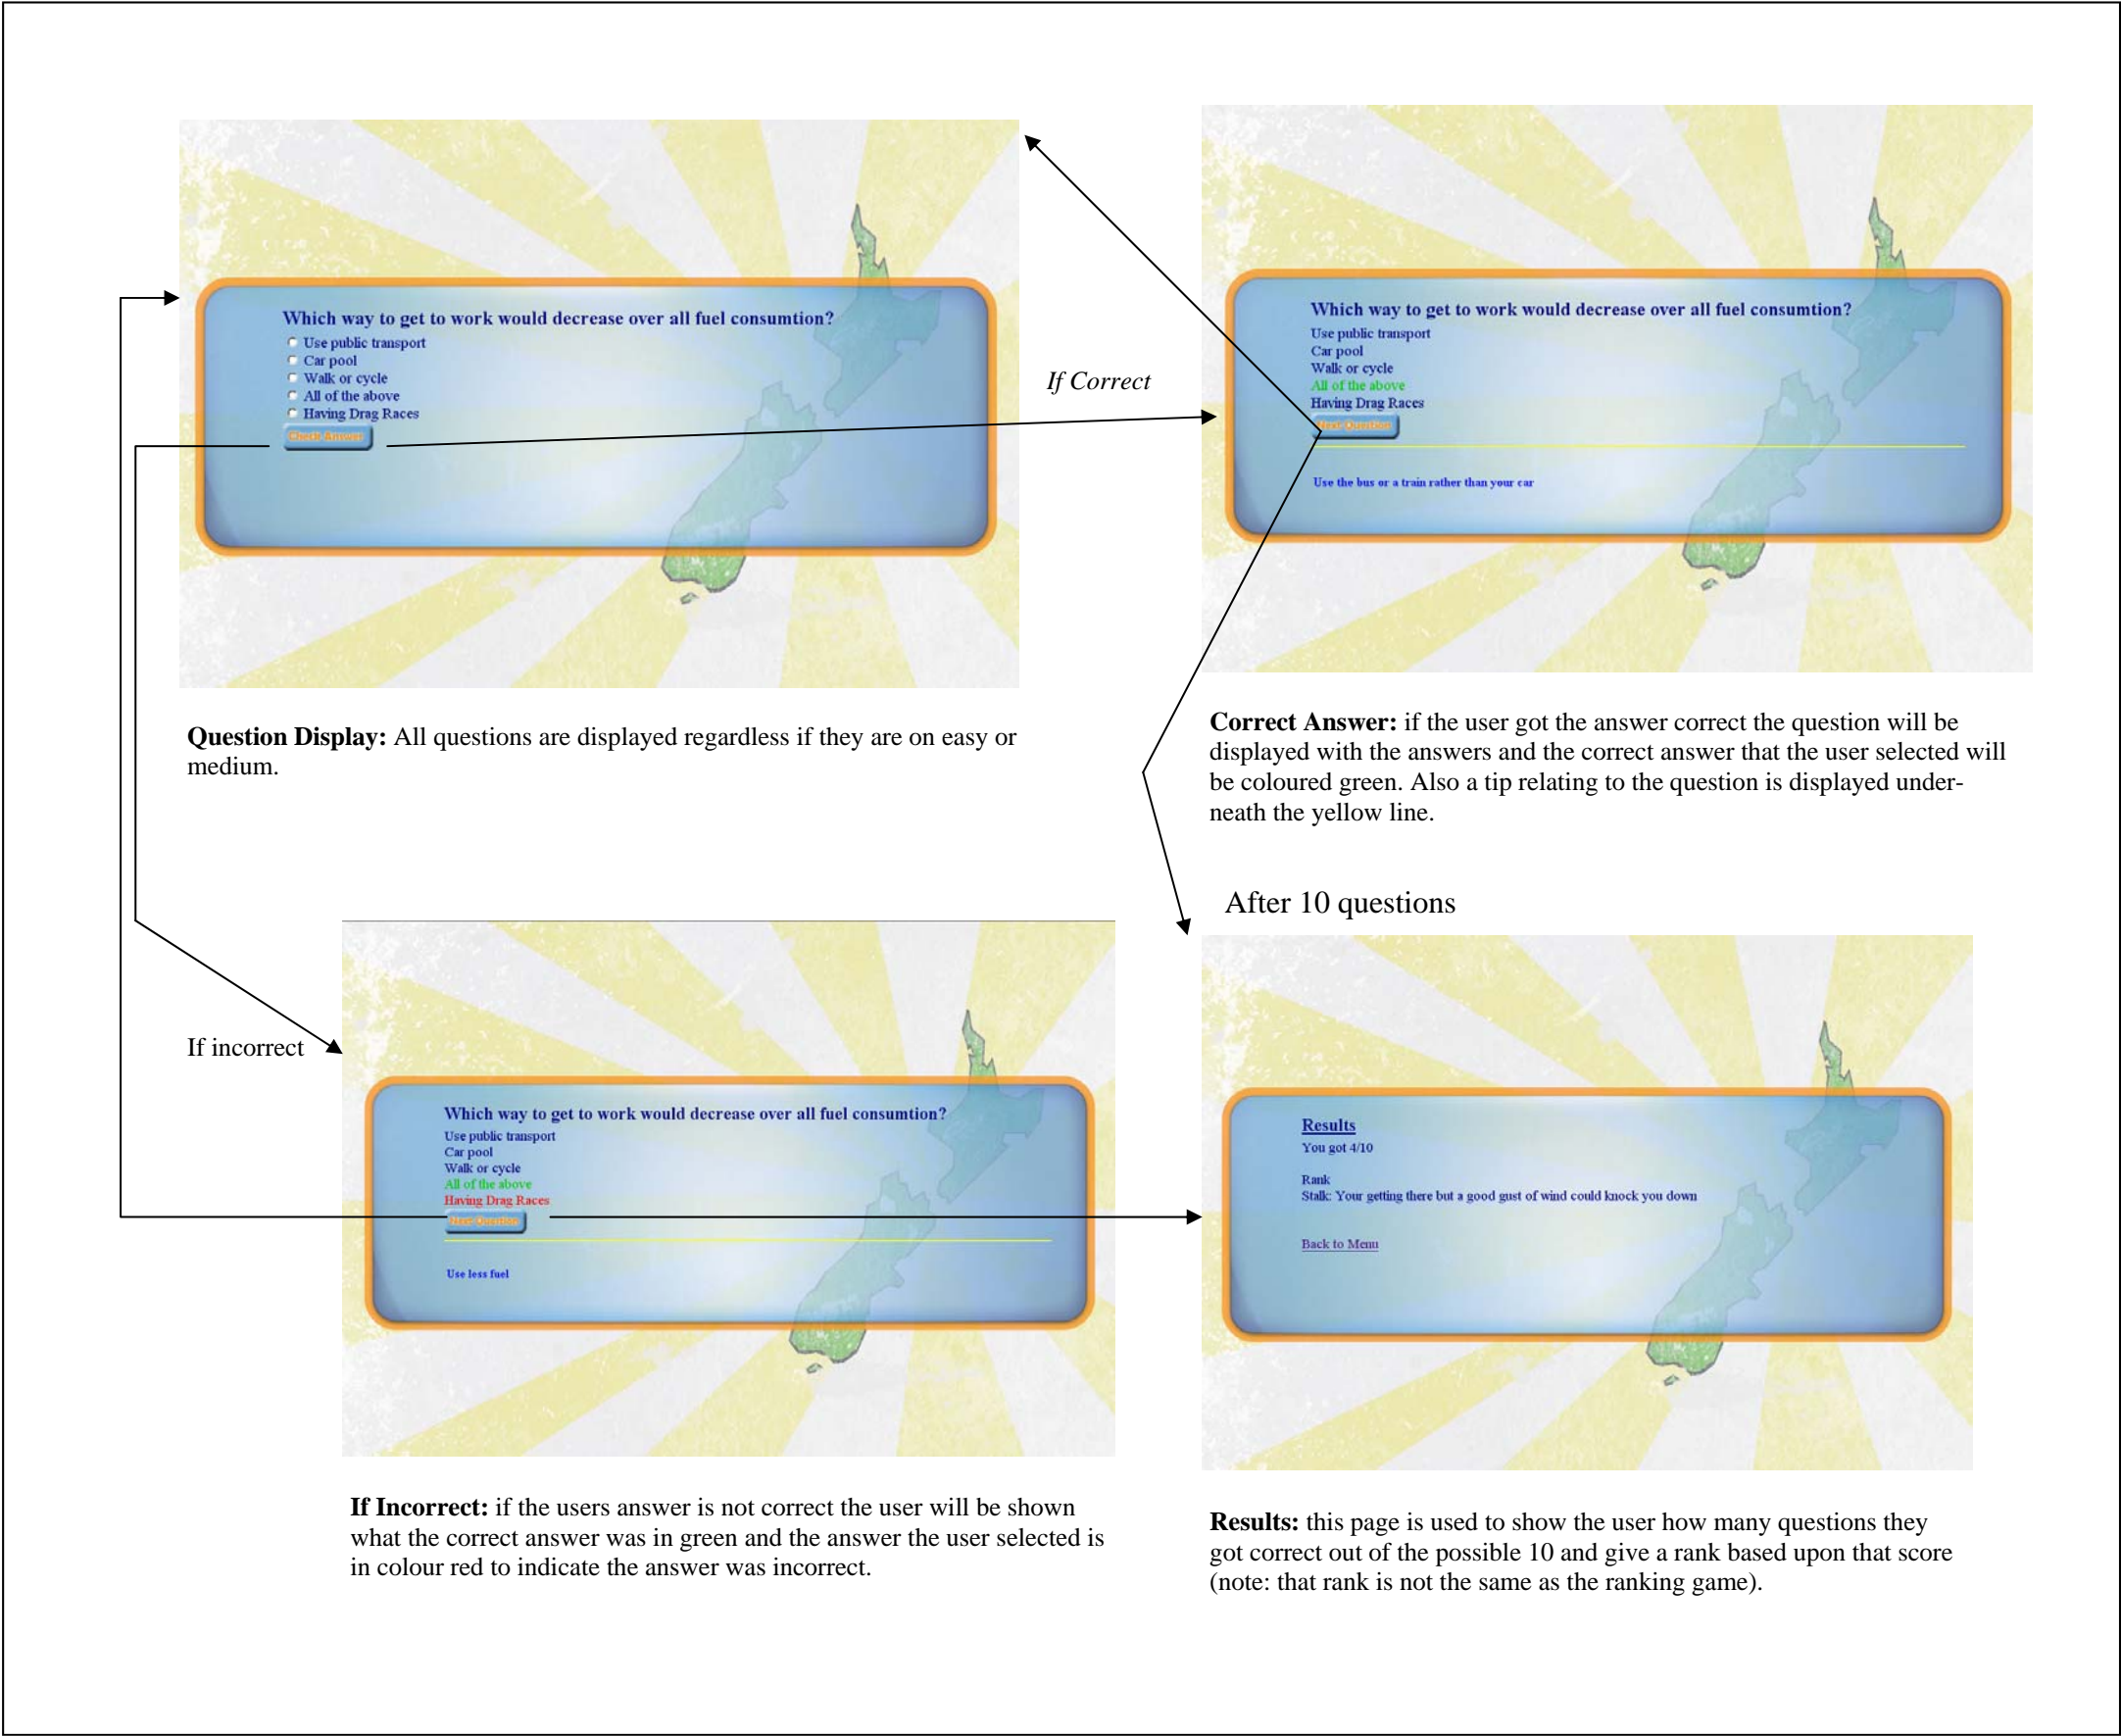 Which way to get to work would decrease over all fuel consumtion?
Use public transport
Car pool
Walk or cycle
All of the above
Having Drag Races
Check Answer
If Correct
Which way to get to work would decrease over all fuel consumtion?
Use public transport
Car pool
Walk or cycle
All of the above
Having Drag Races
Next Question
Use the bus or a train rather than your car
Question Display: All questions are displayed regardless if they are on easy or
medium.
Correct Answer: if the user got the answer correct the question will be
displayed with the answers and the correct answer that the user selected will
be coloured green. Also a tip relating to the question is displayed under-
neath the yellow line.
After 10 questions
If incorrect
Which way to get to work would decrease over all fuel consumtion?
Use public transport
Car pool
Walk or cycle
All of the above
Having Drag Races
Next Question
Use less fuel
Results
You got 4/10
Rank
Stalk: Your getting there but a good gust of wind could knock you down
Back to Menu
If Incorrect: if the users answer is not correct the user will be shown
what the correct answer was in green and the answer the user selected is
in colour red to indicate the answer was incorrect.
Results: this page is used to show the user how many questions they
got correct out of the possible 10 and give a rank based upon that score
(note: that rank is not the same as the ranking game).